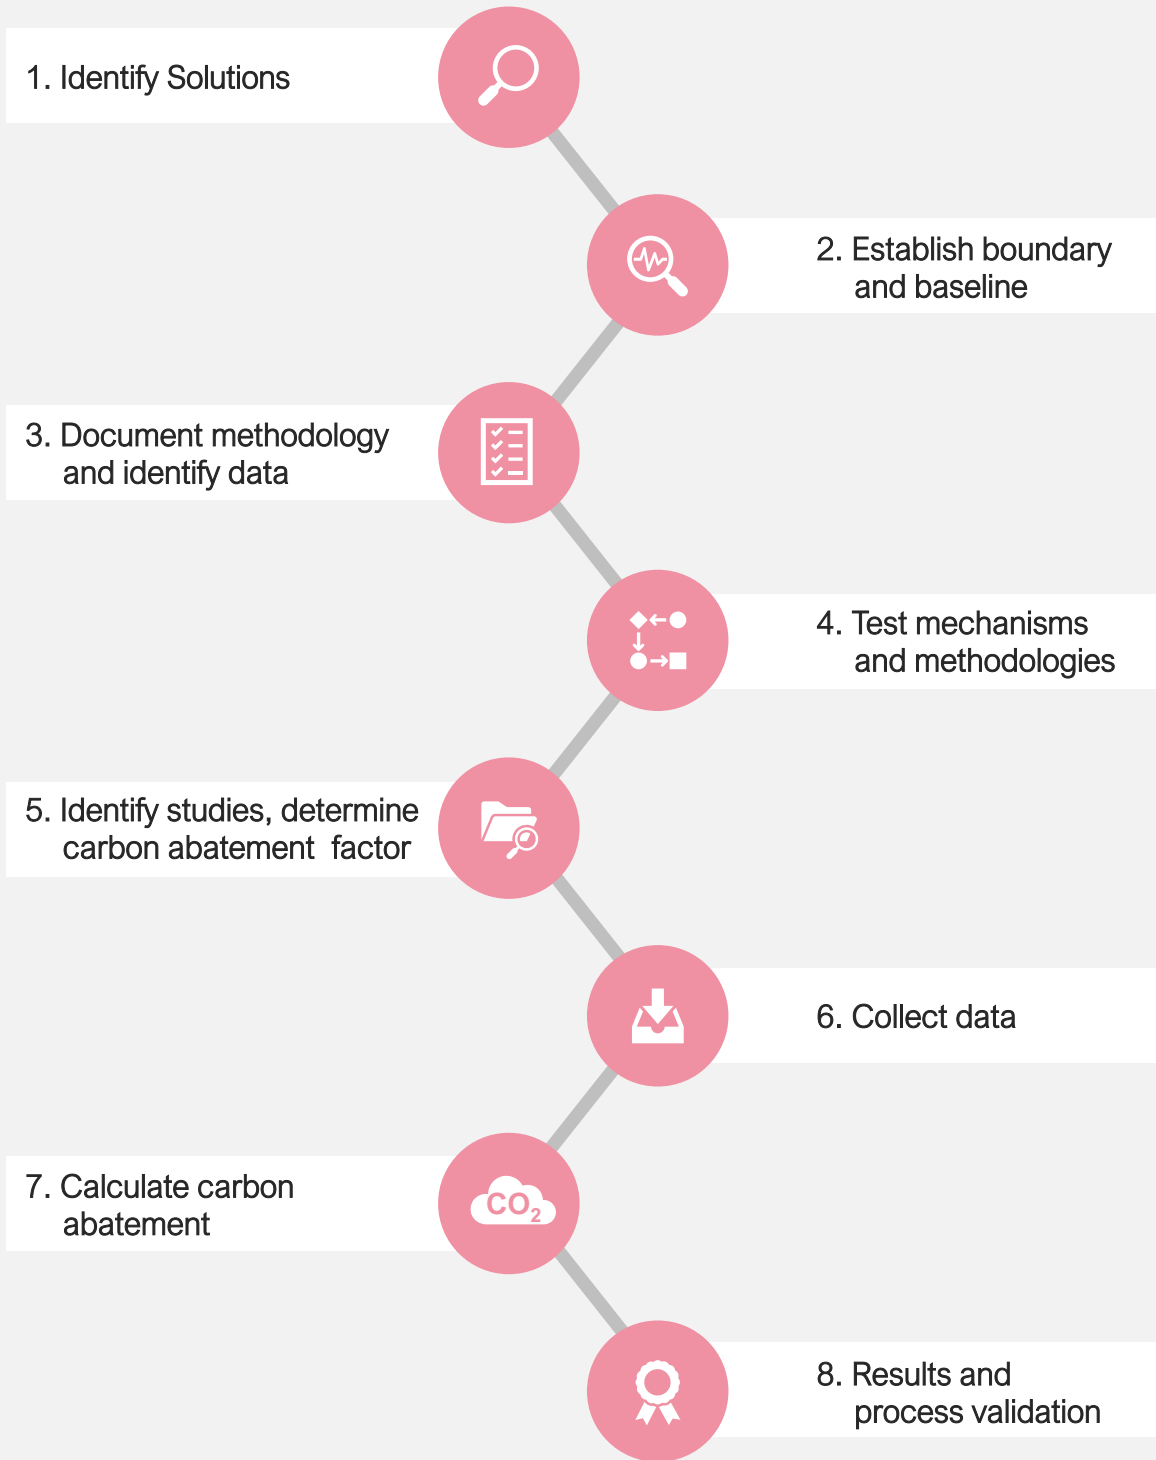 1. Identify Solutions
2. Establish boundary
and baseline
3. Document methodology
and identify data
4. Test mechanisms
and methodologies
5. Identify studies, determine
carbon abatement  factor
6. Collect data
7. Calculate carbon
abatement
CO₂
8. Results and
process validation